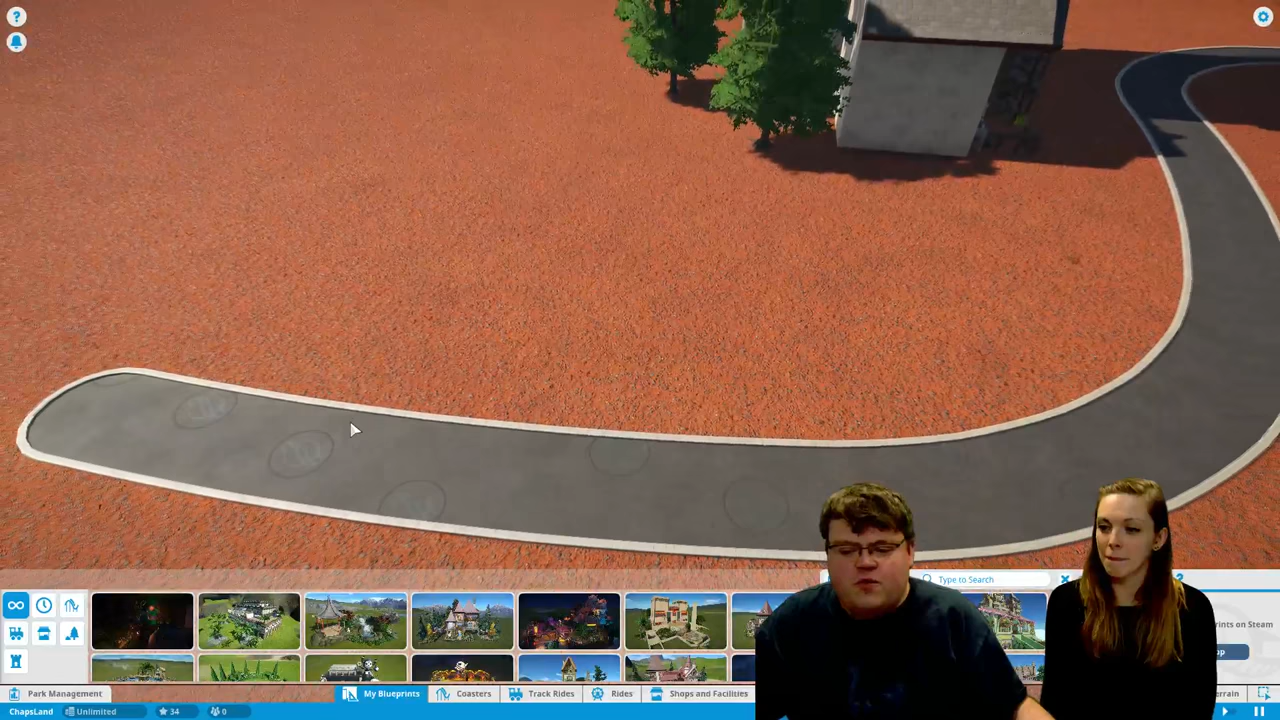 ?
Type to Search
?
rints on Steam
op
Park Management
My Blueprints
Coasters
Track Rides
Rides
Shops and Facilities
errain
ChapsLand
Unlimited
34
0